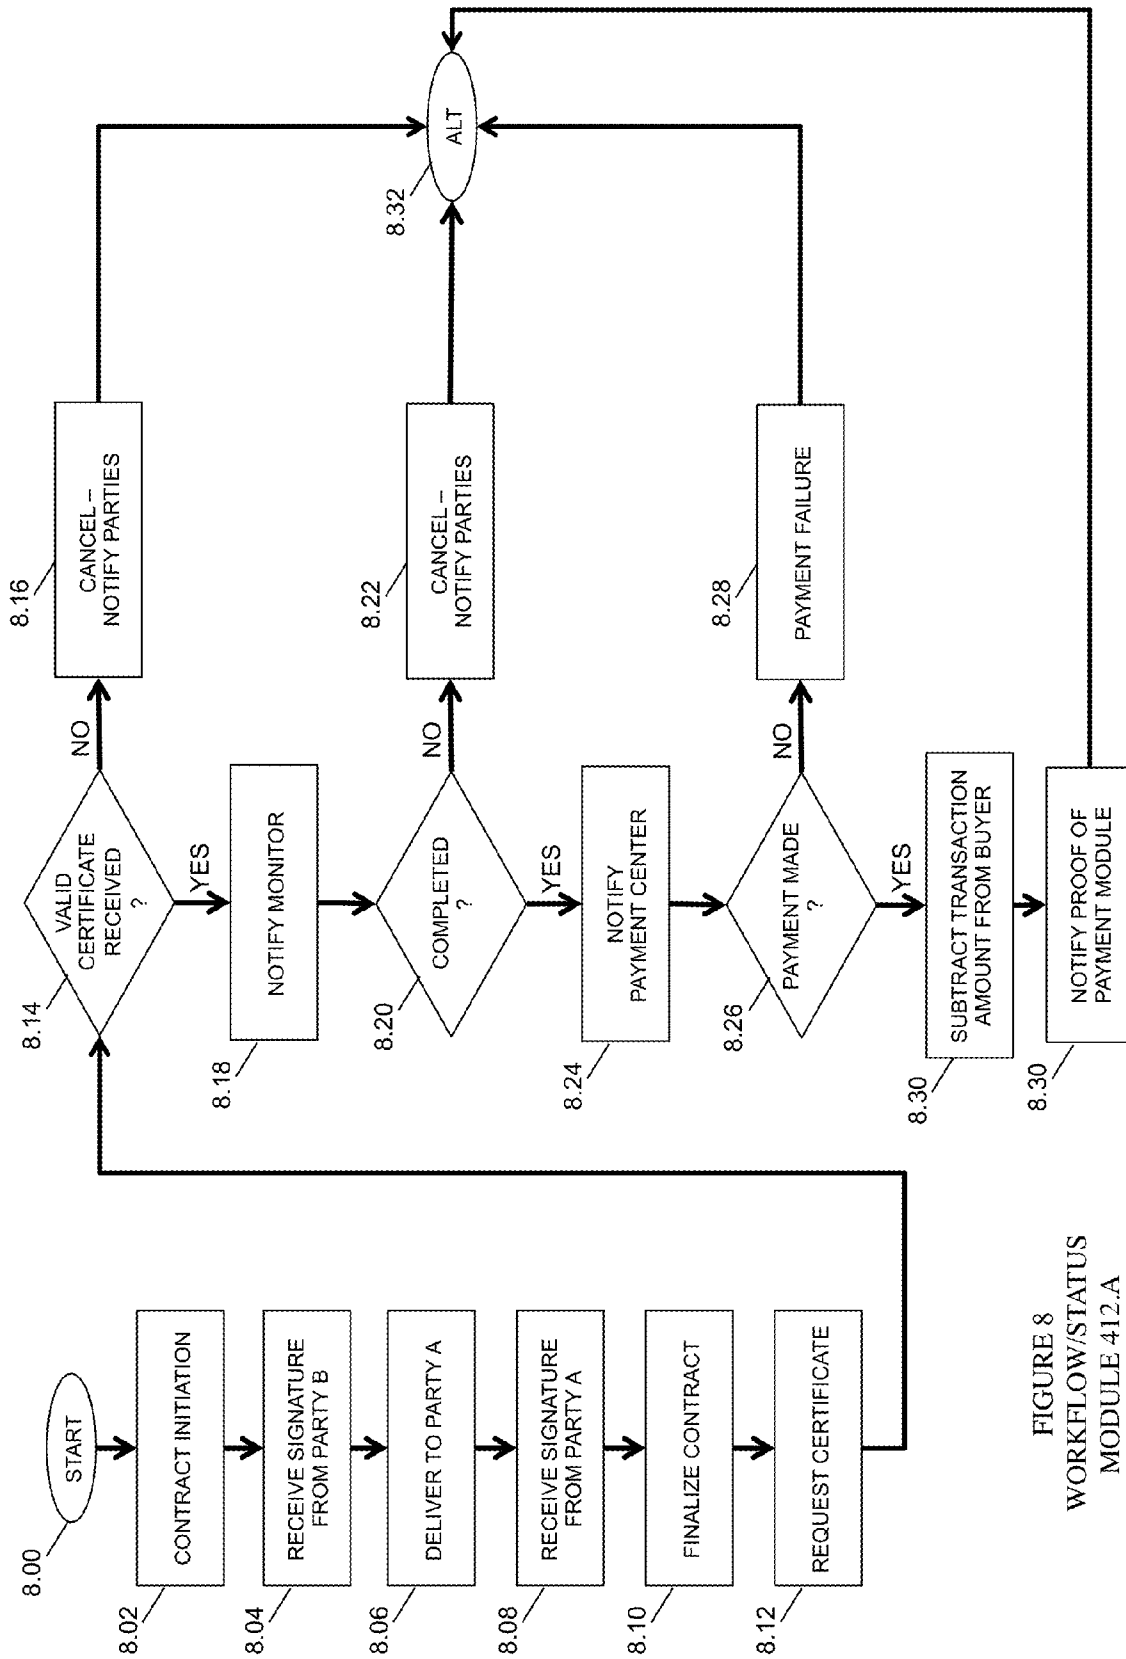 8.00
START
8.02
CONTRACT INITIATION
8.04
RECEIVE SIGNATURE
FROM PARTY B
8.06
DELIVER TO PARTY A
8.08
RECEIVE SIGNATURE
FROM PARTY A
8.10
FINALIZE CONTRACT
8.12
REQUEST CERTIFICATE
8.14
VALID
CERTIFICATE
RECEIVED
?
NO
8.16
CANCEL –
NOTIFY PARTIES
YES
8.18
NOTIFY MONITOR
8.20
COMPLETED
?
NO
8.22
CANCEL –
NOTIFY PARTIES
YES
8.24
NOTIFY
PAYMENT CENTER
8.26
PAYMENT MADE
?
NO
8.28
PAYMENT FAILURE
YES
8.30
SUBTRACT TRANSACTION
AMOUNT FROM BUYER
8.30
NOTIFY PROOF OF
PAYMENT MODULE
8.32
ALT
FIGURE 8
WORKFLOW/STATUS
MODULE 412.A